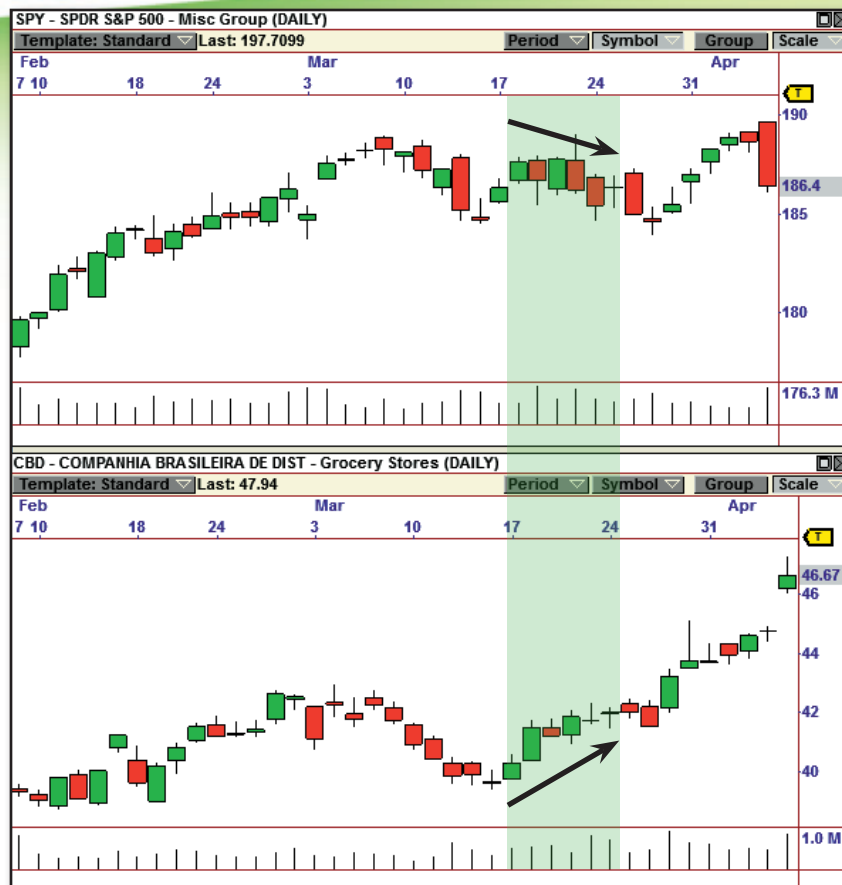 SPY - SPDR S&P 500 - Misc Group (DAILY)
Template: Standard Last: 197.7099 Period Symbol Group Scale
Feb Mar Apr
7 10 18 24 3 10 17 24 31
T
190
186.4
185
180
176.3 M
CBD - COMPANHIA BRASILEIRA DE DIST - Grocery Stores (DAILY)
Template: Standard Last: 47.94 Period Symbol Group Scale
Feb Mar Apr
7 10 18 24 3 10 17 24 31
T
46.67
46
44
42
40
1.0 M